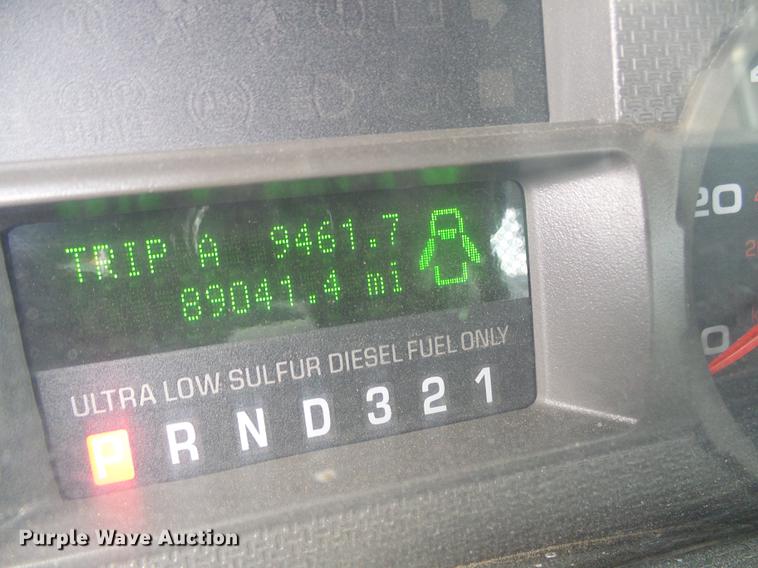 TRIP A 9461.7
89041.4 mi
ULTRA LOW SULFUR DIESEL FUEL ONLY
P R N D 3 2 1
20
0
Purple Wave Auction